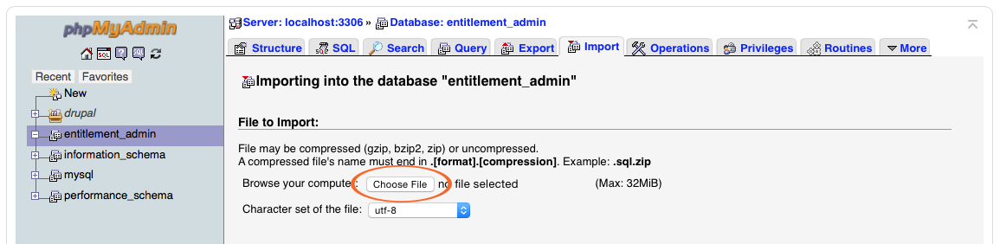 phpMyAdmin
Server: localhost:3306 » Database: entitlement_admin
Structure SQL Search Query Export Import Operations Privileges Routines More
SQL ? SQL
Recent Favorites
New
drupal
entitlement_admin
information_schema
mysql
performance_schema
Importing into the database "entitlement_admin"
File to Import:
File may be compressed (gzip, bzip2, zip) or uncompressed.
A compressed file's name must end in .[format].[compression]. Example: .sql.zip
Browse your computer: Choose File no file selected (Max: 32MiB)
Character set of the file: utf-8